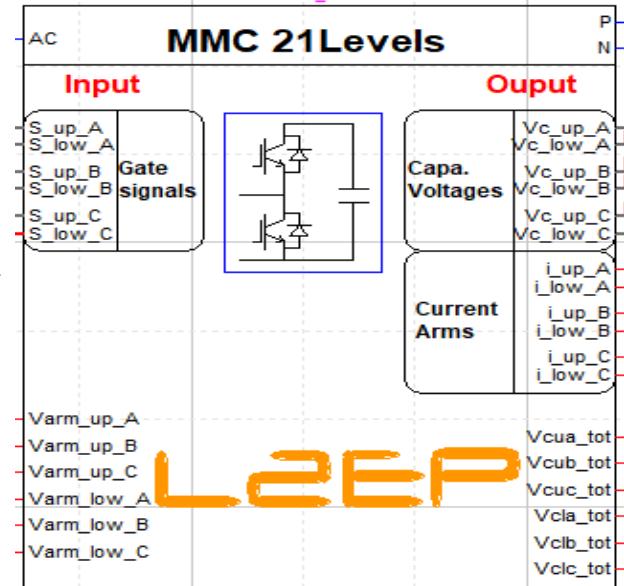 P
AC
MMC 21Levels
N
Input
Ouput
S_up_A
S_low_A
S_up_B
S_low_B
S_up_C
S_low_C
Gate
signals
Capa.
Voltages
Vc_up_A
Vc_low_A
Vc_up_B
Vc_low_B
Vc_up_C
Vc_low_C
Current
Arms
i_up_A
i_low_A
i_up_B
i_low_B
i_up_C
i_low_C
Varm_up_A
Varm_up_B
Varm_up_C
Varm_low_A
Varm_low_B
Varm_low_C
L2EP
Vcua_tot
Vcub_tot
Vcuc_tot
Vcla_tot
Vclb_tot
Vclc_tot